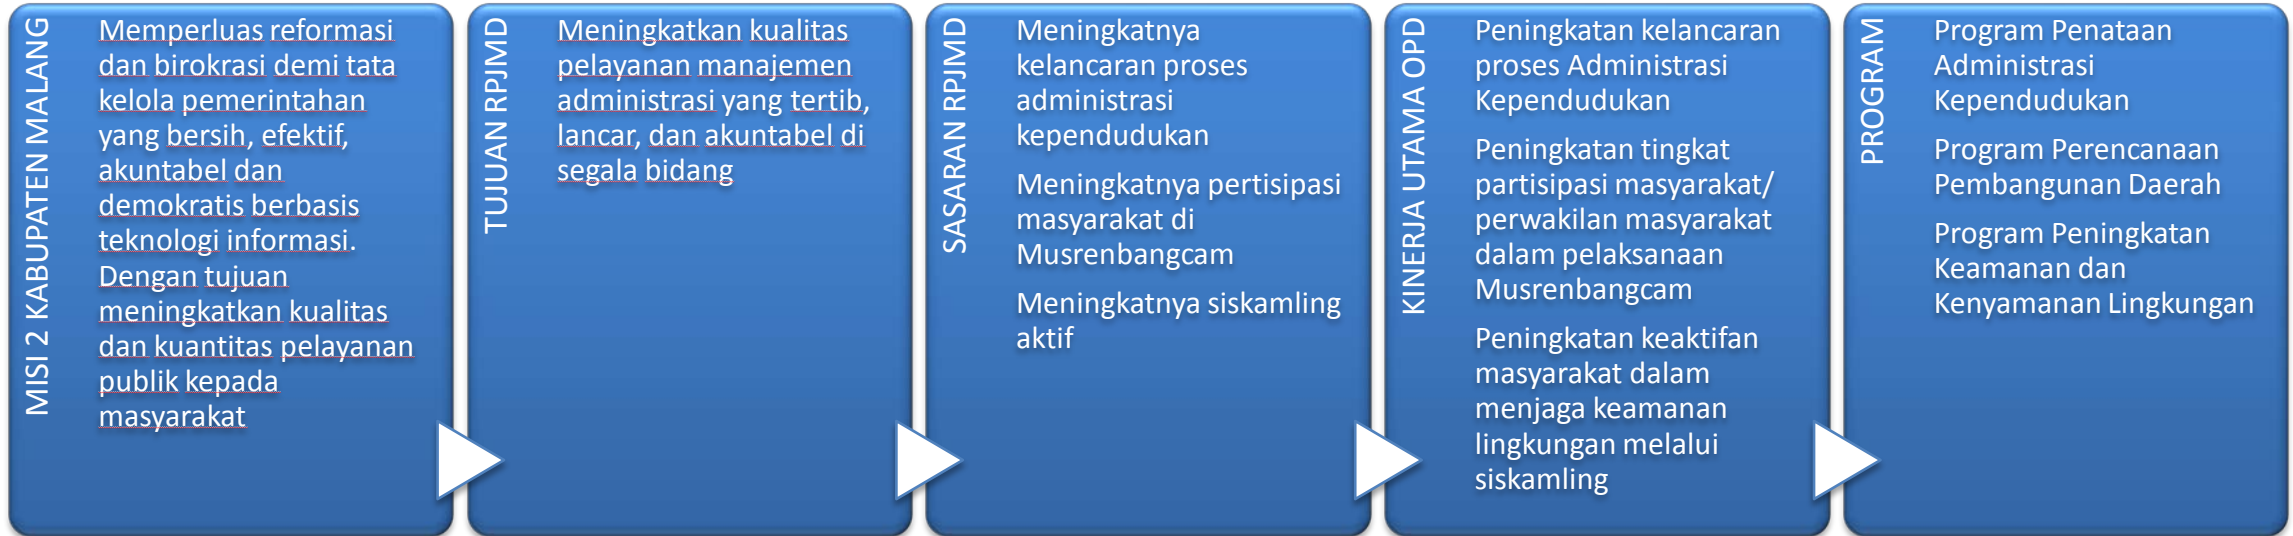 MISI 2 KABUPATEN MALANG
Memperluas reformasi
dan birokrasi demi tata
kelola pemerintahan
yang bersih, efektif,
akuntabel dan
demokratis berbasis
teknologi informasi.
Dengan tujuan
meningkatkan kualitas
dan kuantitas pelayanan
publik kepada
masyarakat
TUJUAN RPJMD
Meningkatkan kualitas
pelayanan manajemen
administrasi yang tertib,
lancar, dan akuntabel di
segala bidang
SASARAN RPJMD
Meningkatnya
kelancaran proses
administrasi
kependudukan
Meningkatnya pertisipasi
masyarakat di
Musrenbangcam
Meningkatnya siskamling
aktif
KINERJA UTAMA OPD
Peningkatan kelancaran
proses Administrasi
Kependudukan
Peningkatan tingkat
partisipasi masyarakat/
perwakilan masyarakat
dalam pelaksanaan
Musrenbangcam
Peningkatan keaktifan
masyarakat dalam
menjaga keamanan
lingkungan melalui
siskamling
PROGRAM
Program Penataan
Administrasi
Kependudukan
Program Perencanaan
Pembangunan Daerah
Program Peningkatan
Keamanan dan
Kenyamanan Lingkungan